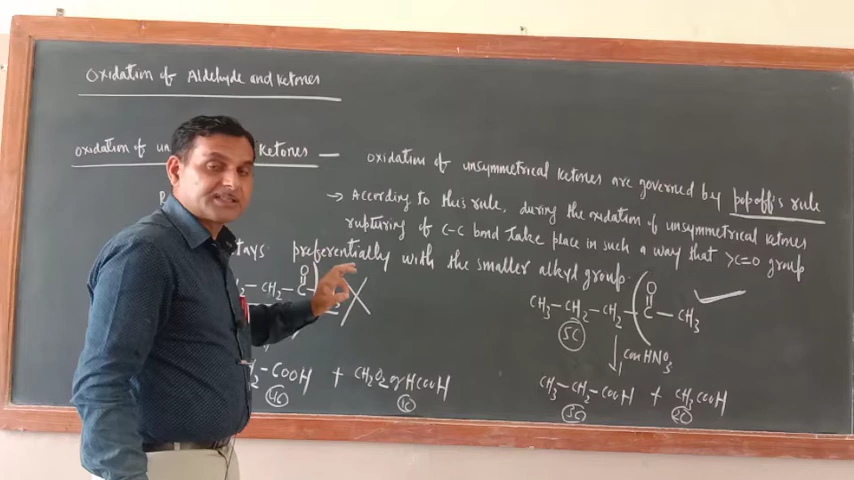 Oxidation of Aldehyde and ketones
oxidation of un Ketones — oxidation of unsymmetrical ketones are governed by popoff's rule
R → According to this rule, during the oxidation of unsymmetrical ketones
rupturing of C-C bond take place in such a way that >C=O group
stays preferentially with the smaller alkyl group.
O
— CH2 — C
CH3—CH2—CH2—C—CH3
O
5C
con HNO3
-COOH + CH2O2 or HCOOH
4C 1C
CH3—CH2—COOH + CH3COOH
3C 2C